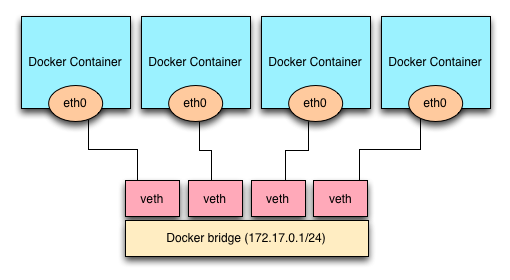 Docker Container
Docker Container
Docker Container
Docker Container
eth0
eth0
eth0
eth0
veth
veth
veth
veth
Docker bridge (172.17.0.1/24)